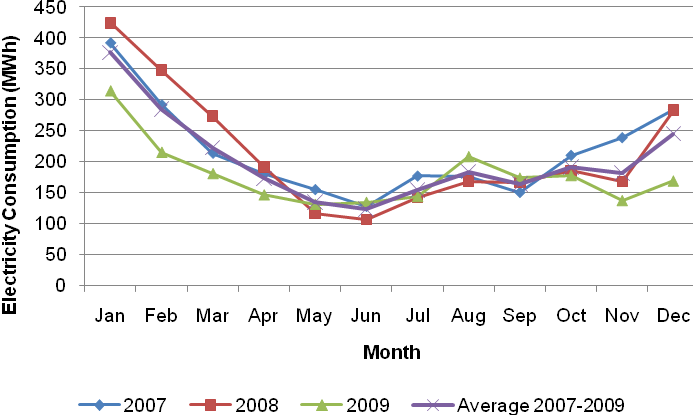 Electricity Consumption (MWh)
450
400
350
300
250
200
150
100
50
0
Jan Feb Mar Apr May Jun Jul Aug Sep Oct Nov Dec
Month
2007 2008 2009 Average 2007-2009